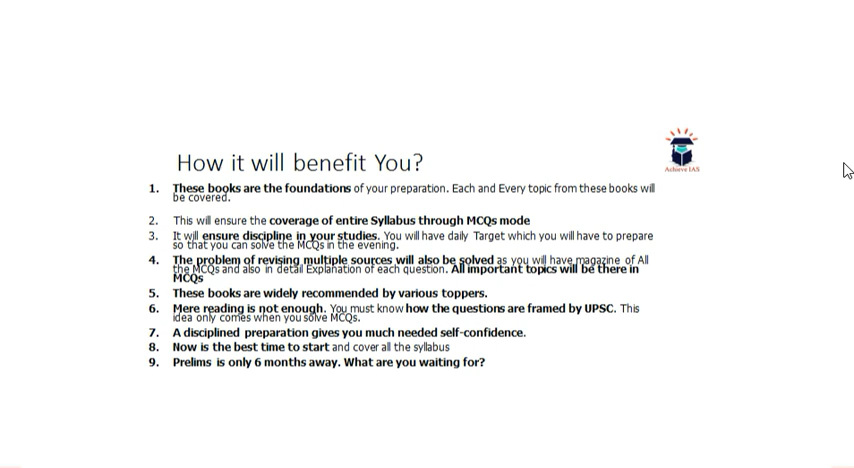 How it will benefit You?
Achieve IAS
1. These books are the foundations of your preparation. Each and Every topic from these books will
be covered.
2. This will ensure the coverage of entire Syllabus through MCQs mode
3. It will ensure discipline in your studies. You will have daily Target which you will have to prepare
so that you can solve the MCQs in the evening.
4. The problem of revising multiple sources will also be solved as you will have magazine of All
the MCQs and also in detail Explanation of each question. All important topics will be there in
MCQs
5. These books are widely recommended by various toppers.
6. Mere reading is not enough. You must know how the questions are framed by UPSC. This
idea only comes when you solve MCQs.
7. A disciplined preparation gives you much needed self-confidence.
8. Now is the best time to start and cover all the syllabus
9. Prelims is only 6 months away. What are you waiting for?